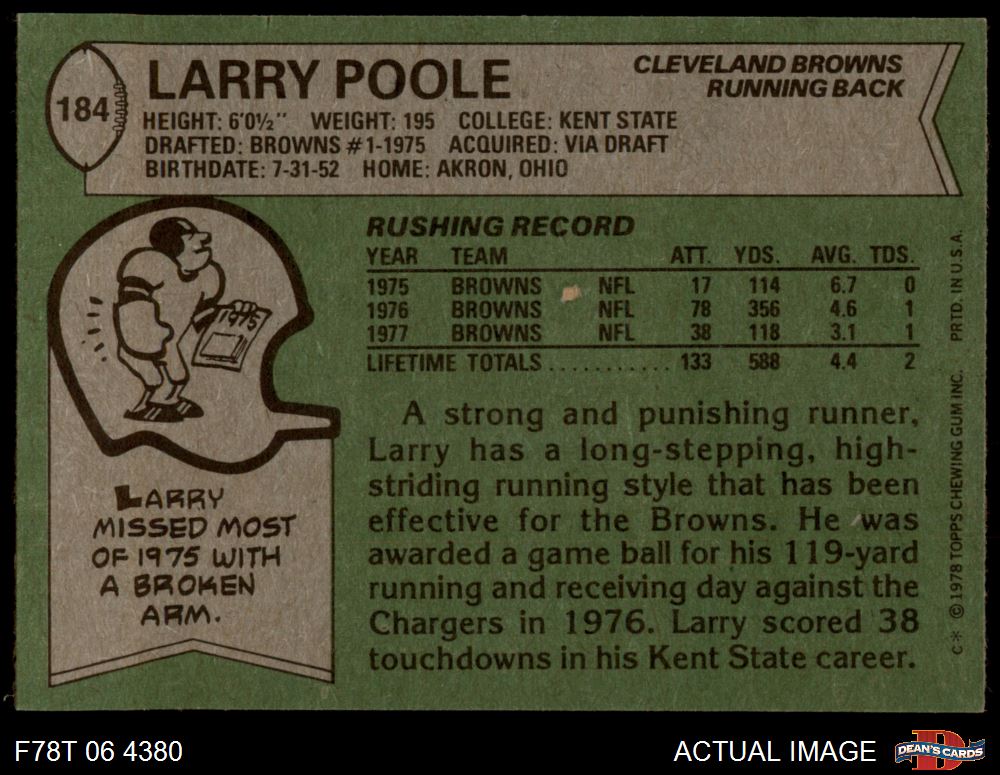 184
LARRY POOLE
CLEVELAND BROWNS
RUNNING BACK
HEIGHT: 6'0½" WEIGHT: 195 COLLEGE: KENT STATE
DRAFTED: BROWNS #1-1975 ACQUIRED: VIA DRAFT
BIRTHDATE: 7-31-52 HOME: AKRON, OHIO
RUSHING RECORD
YEAR TEAM ATT. YDS. AVG. TDS.
1975 BROWNS NFL 17 114 6.7 0
1976 BROWNS NFL 78 356 4.6 1
1977 BROWNS NFL 38 118 3.1 1
LIFETIME TOTALS........... 133 588 4.4 2
1975
LARRY
MISSED MOST
OF 1975 WITH
A BROKEN
ARM.
A strong and punishing runner,
Larry has a long-stepping, high-
striding running style that has been
effective for the Browns. He was
awarded a game ball for his 119-yard
running and receiving day against the
Chargers in 1976. Larry scored 38
touchdowns in his Kent State career.
C* © 1978 TOPPS CHEWING GUM INC. PRTD. IN U.S.A.
F78T 06 4380
ACTUAL IMAGE
D
DEAN'S CARDS